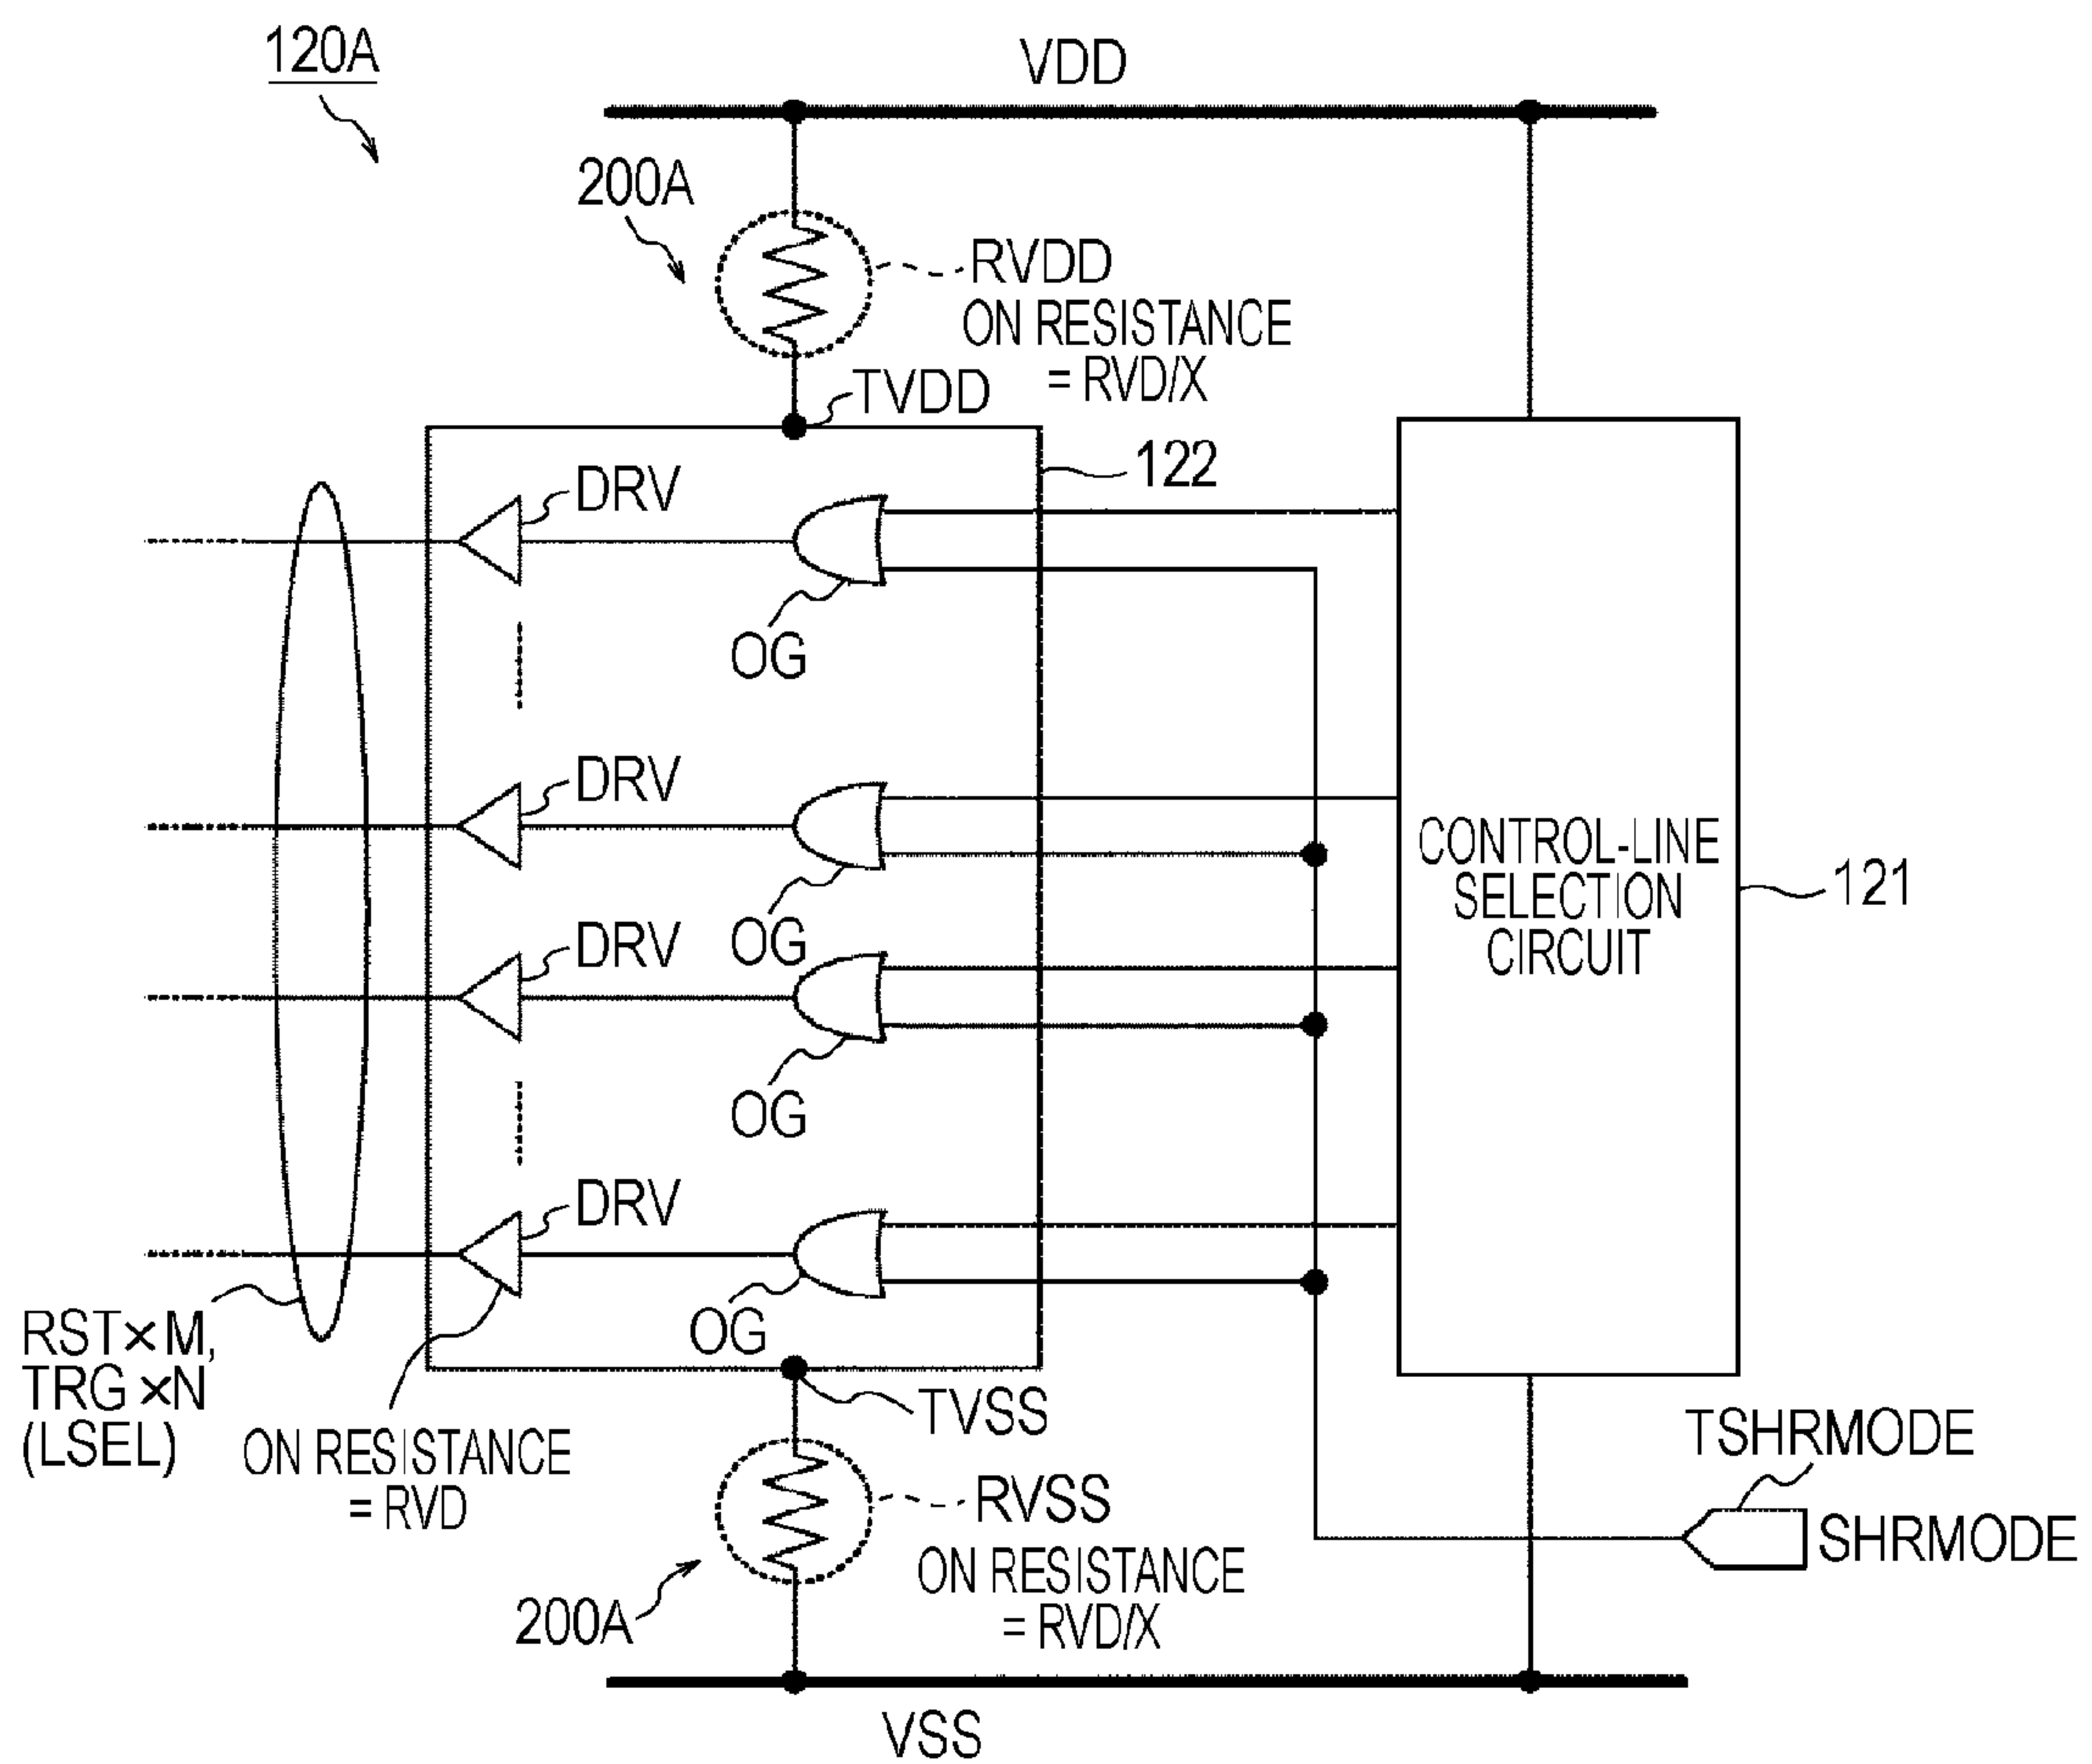 120A
VDD
200A
RVDD
ON RESISTANCE
= RVD/X
TVDD
122
DRV
OG
DRV
OG
CONTROL-LINE
SELECTION
CIRCUIT
121
DRV
OG
DRV
OG
RST×M,
TRG ×N
(LSEL)
ON RESISTANCE
= RVD
TVSS
TSHRMODE
SHRMODE
RVSS
ON RESISTANCE
= RVD/X
200A
VSS